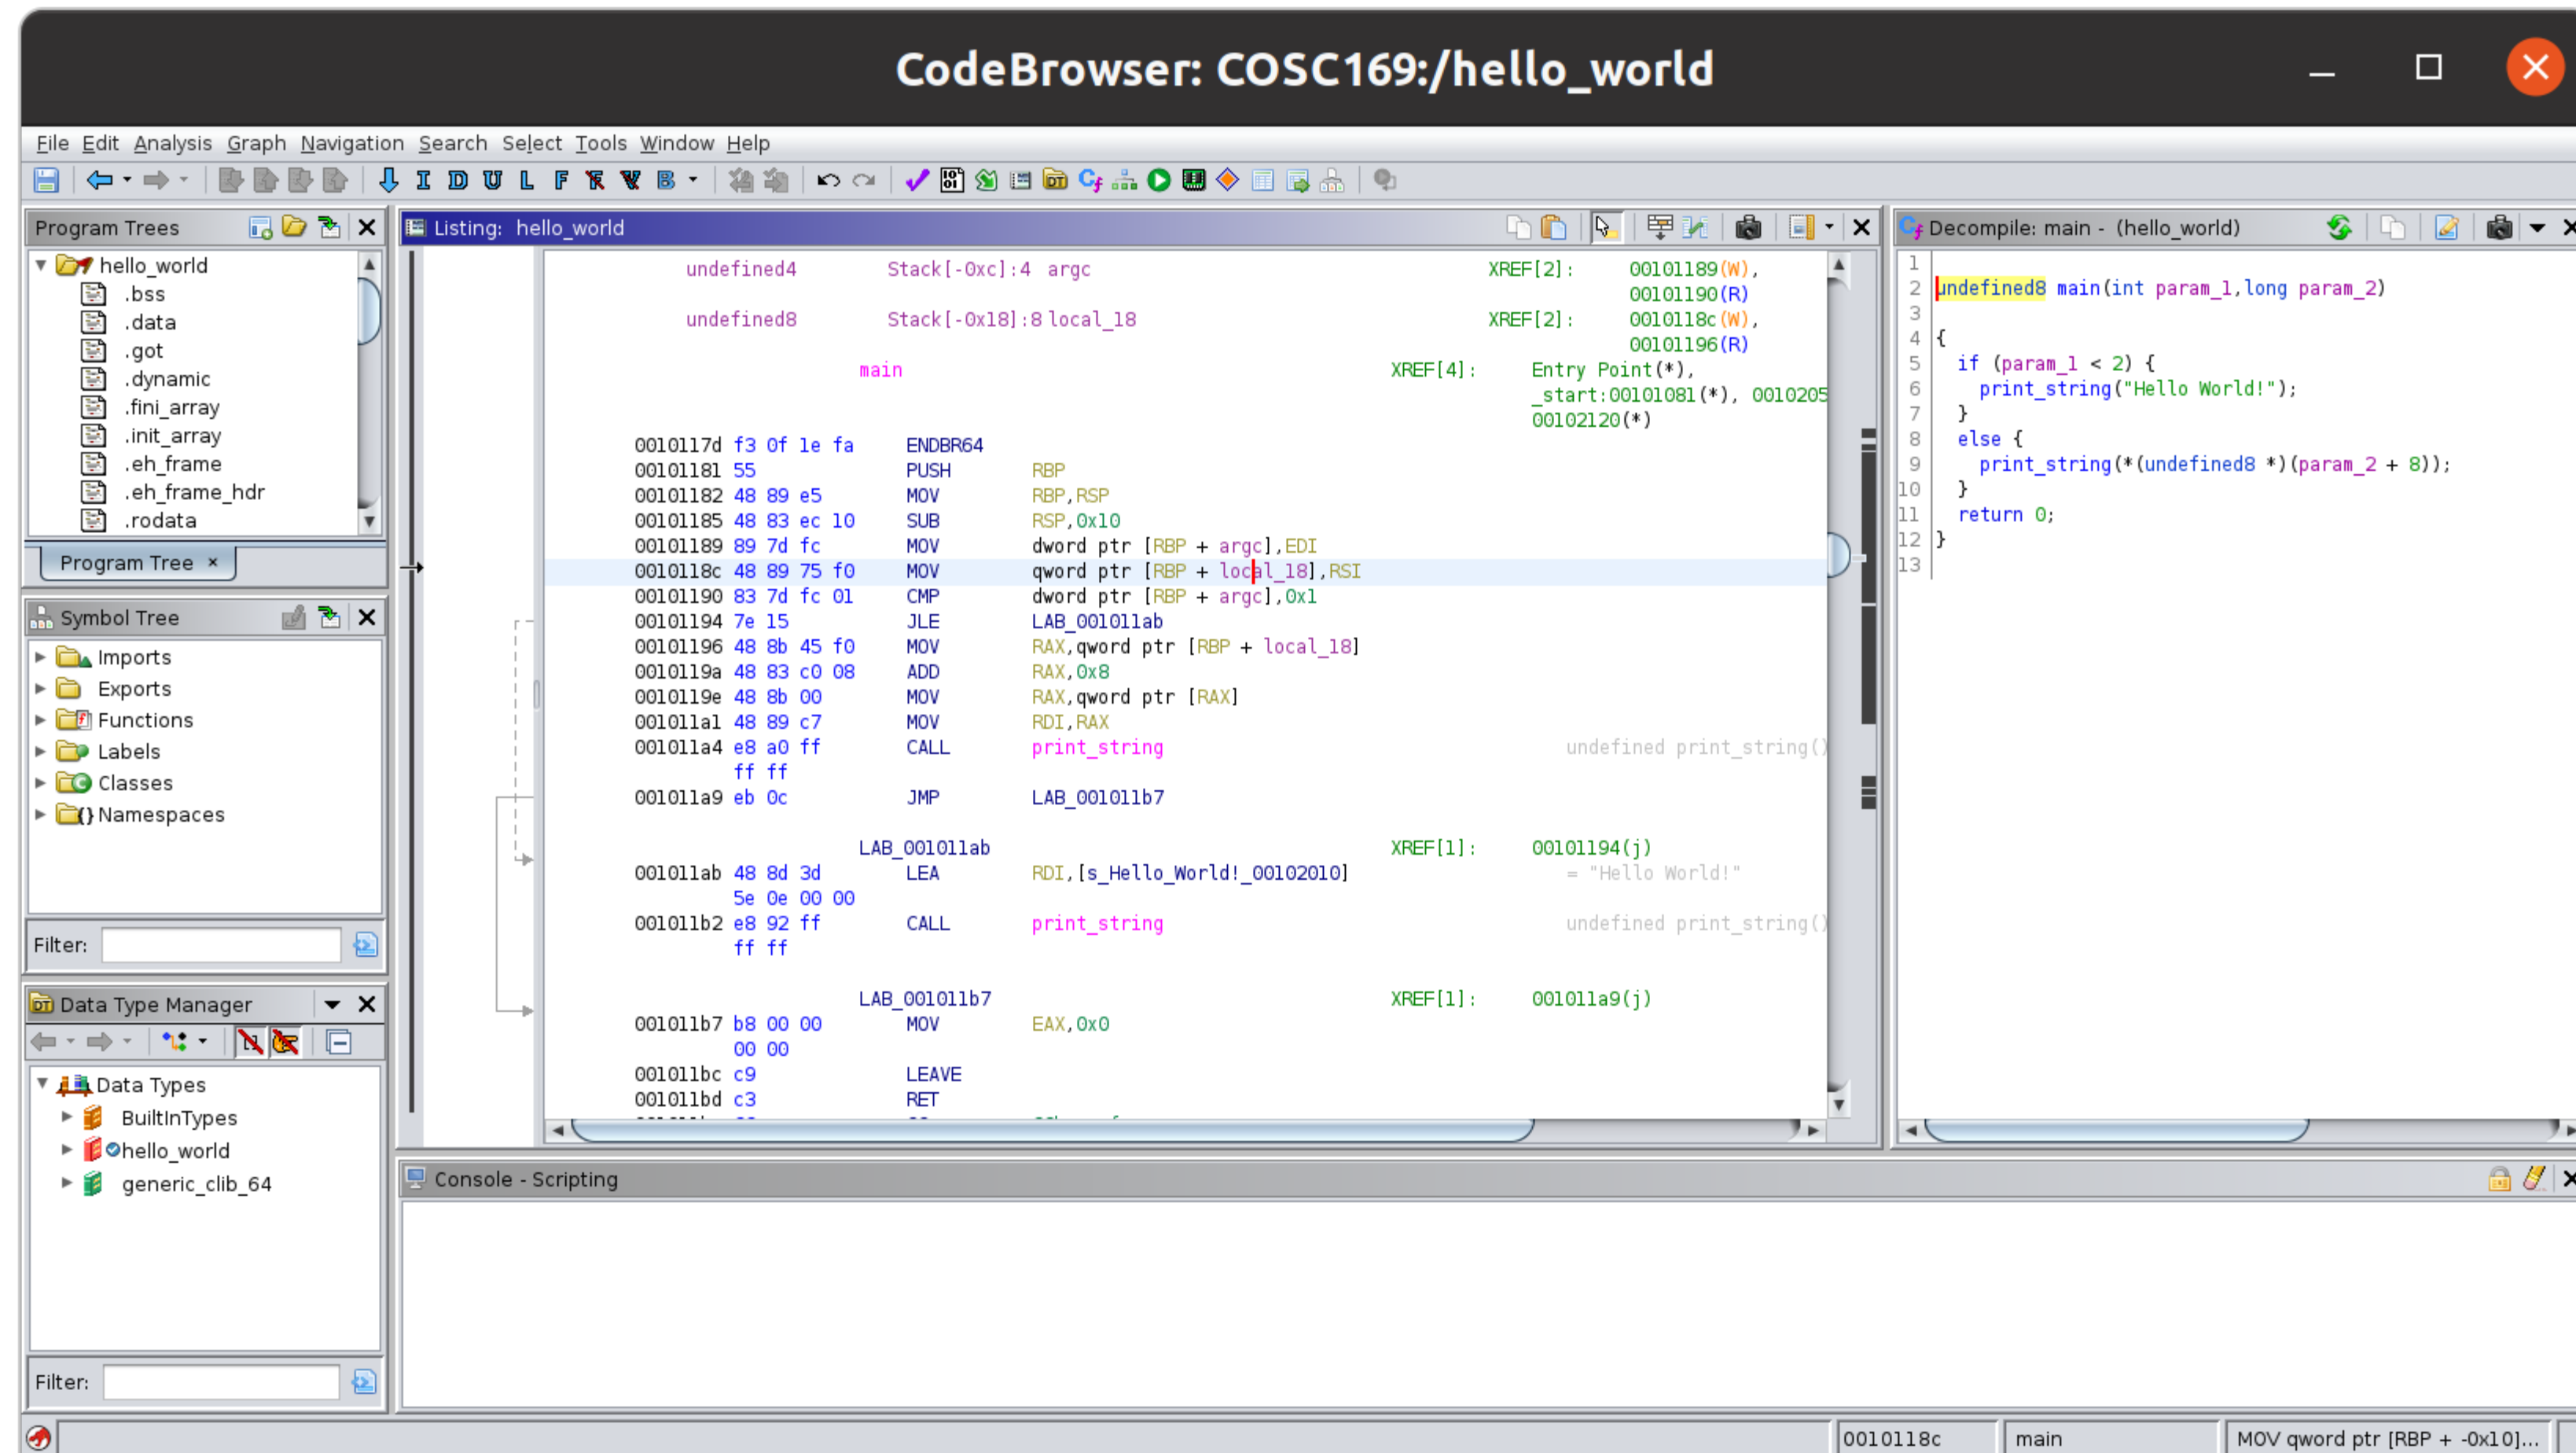 CodeBrowser: COSC169:/hello_world
File Edit Analysis Graph Navigation Search Select Tools Window Help
I D U L F B
Program Trees
hello_world
.bss
.data
.got
.dynamic
.fini_array
.init_array
.eh_frame
.eh_frame_hdr
.rodata
Program Tree ×
Symbol Tree
Imports
Exports
Functions
Labels
Classes
Namespaces
Filter:
Data Type Manager
Data Types
BuiltInTypes
hello_world
generic_clib_64
Filter:
Listing: hello_world
undefined4 Stack[-0xc]:4 argc XREF[2]: 00101189(W),
00101190(R)
undefined8 Stack[-0x18]:8 local_18 XREF[2]: 0010118c(W),
00101196(R)
main XREF[4]: Entry Point(*),
_start:00101081(*), 0010205
00102120(*)
0010117d f3 0f 1e fa ENDBR64
00101181 55 PUSH RBP
00101182 48 89 e5 MOV RBP,RSP
00101185 48 83 ec 10 SUB RSP,0x10
00101189 89 7d fc MOV dword ptr [RBP + argc],EDI
0010118c 48 89 75 f0 MOV qword ptr [RBP + local_18],RSI
00101190 83 7d fc 01 CMP dword ptr [RBP + argc],0x1
00101194 7e 15 JLE LAB_001011ab
00101196 48 8b 45 f0 MOV RAX,qword ptr [RBP + local_18]
0010119a 48 83 c0 08 ADD RAX,0x8
0010119e 48 8b 00 MOV RAX,qword ptr [RAX]
001011a1 48 89 c7 MOV RDI,RAX
001011a4 e8 a0 ff CALL print_string undefined print_string()
ff ff
001011a9 eb 0c JMP LAB_001011b7
LAB_001011ab XREF[1]: 00101194(j)
001011ab 48 8d 3d LEA RDI,[s_Hello_World!_00102010] = "Hello World!"
5e 0e 00 00
001011b2 e8 92 ff CALL print_string undefined print_string()
ff ff
LAB_001011b7 XREF[1]: 001011a9(j)
001011b7 b8 00 00 MOV EAX,0x0
00 00
001011bc c9 LEAVE
001011bd c3 RET
Decompile: main - (hello_world)
1
2 undefined8 main(int param_1,long param_2)
3
4 {
5 if (param_1 < 2) {
6 print_string("Hello World!");
7 }
8 else {
9 print_string(*(undefined8 *)(param_2 + 8));
10 }
11 return 0;
12 }
13
Console - Scripting
0010118c main MOV qword ptr [RBP + -0x10]...